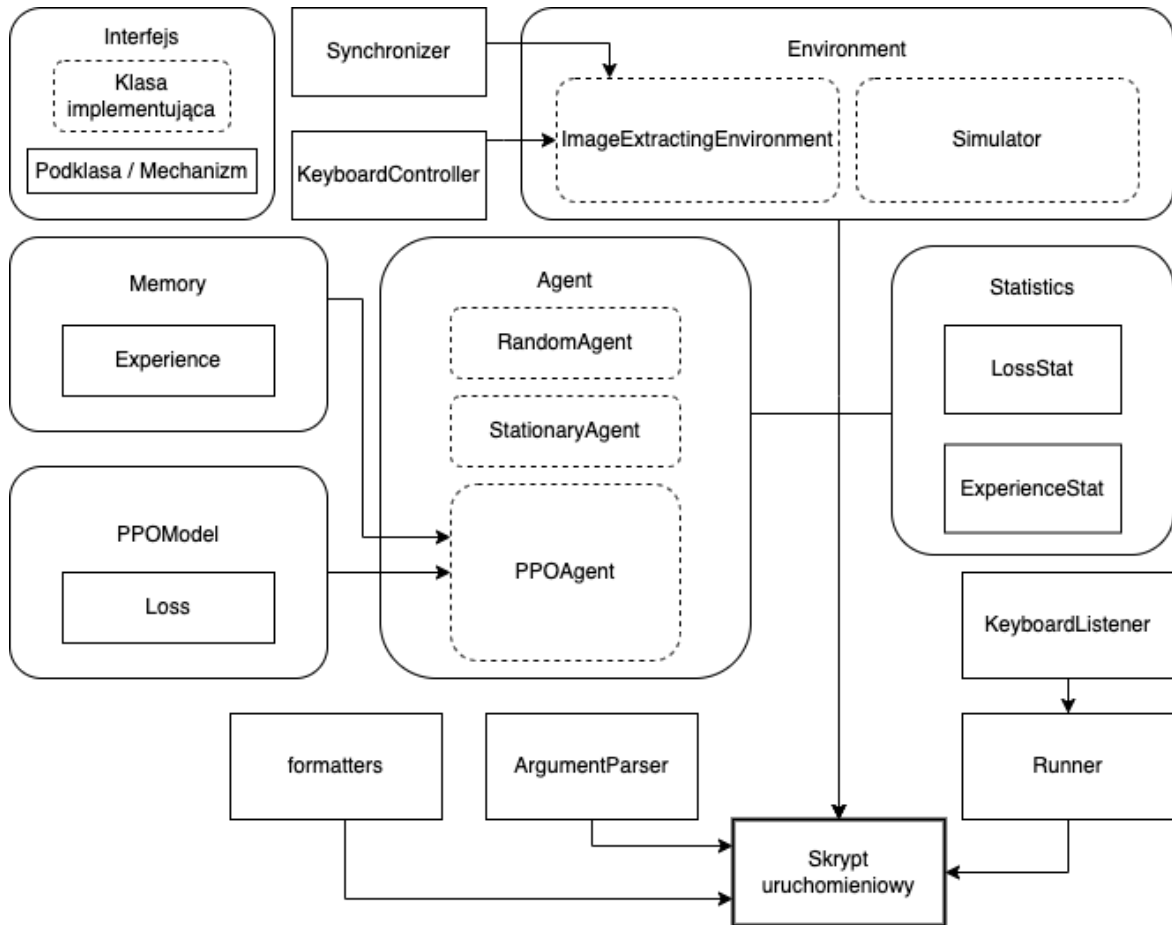 Interfejs
Klasa
implementująca
Podklasa / Mechanizm
Synchronizer
KeyboardController
Environment
ImageExtractingEnvironment
Simulator
Memory
Experience
Agent
RandomAgent
StationaryAgent
PPOAgent
Statistics
LossStat
ExperienceStat
PPOModel
Loss
KeyboardListener
formatters
ArgumentParser
Runner
Skrypt
uruchomieniowy